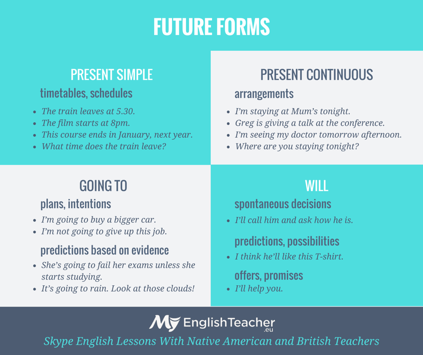 FUTURE FORMS
PRESENT SIMPLE
timetables, schedules
The train leaves at 5.30.
The film starts at 8pm.
This course ends in January, next year.
What time does the train leave?
PRESENT CONTINUOUS
arrangements
I'm staying at Mum's tonight.
Greg is giving a talk at the conference.
I'm seeing my doctor tomorrow afternoon.
Where are you staying tonight?
GOING TO
plans, intentions
I'm going to buy a bigger car.
I'm not going to give up this job.
predictions based on evidence
She's going to fail her exams unless she
starts studying.
It's going to rain. Look at those clouds!
WILL
spontaneous decisions
I'll call him and ask how he is.
predictions, possibilities
I think he'll like this T-shirt.
offers, promises
I'll help you.
My EnglishTeacher
.eu
Skype English Lessons With Native American and British Teachers